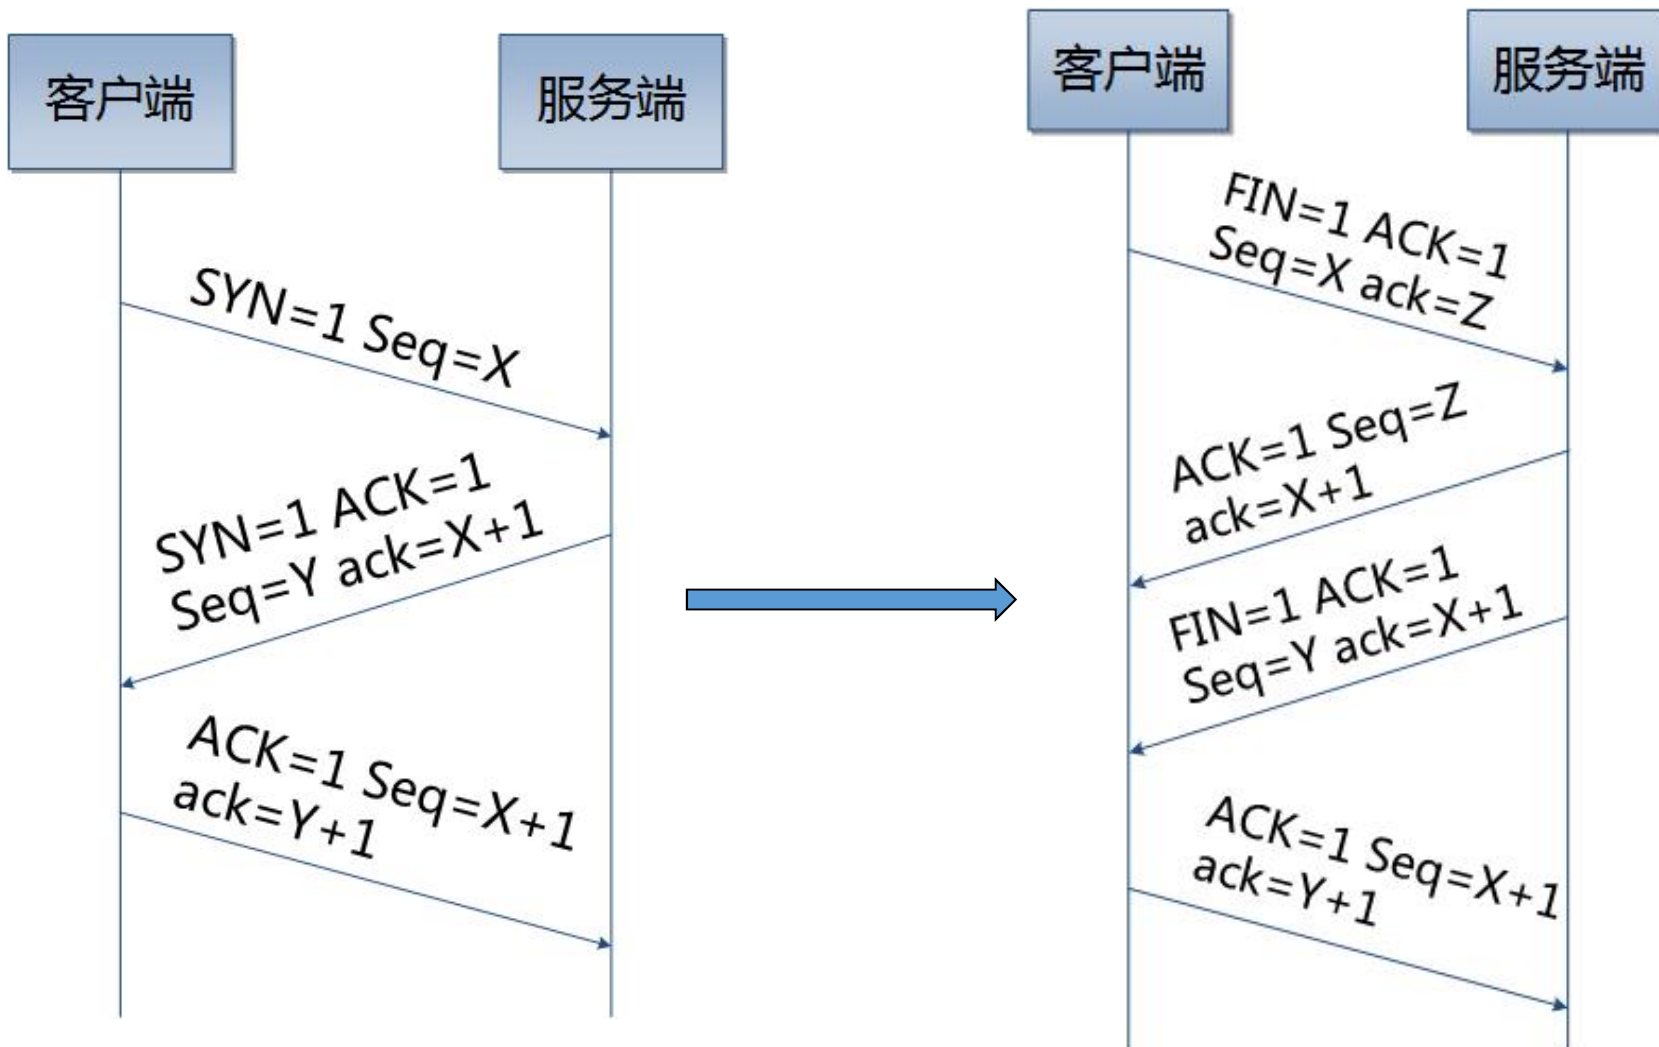 客户端
服务端
SYN=1 Seq=X
SYN=1 ACK=1
Seq=Y ack=X+1
ACK=1 Seq=X+1
ack=Y+1
客户端
服务端
FIN=1 ACK=1
Seq=X ack=Z
ACK=1 Seq=Z
ack=X+1
FIN=1 ACK=1
Seq=Y ack=X+1
ACK=1 Seq=X+1
ack=Y+1